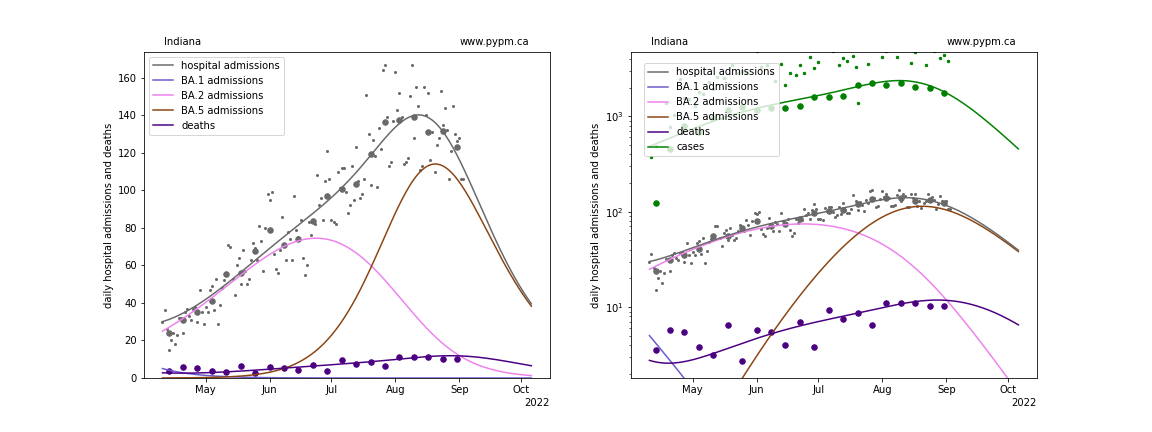 Indiana
www.pypm.ca
hospital admissions
BA.1 admissions
BA.2 admissions
BA.5 admissions
deaths
daily hospital admissions and deaths
160
140
120
100
80
60
40
20
0
May
Jun
Jul
Aug
Sep
Oct
2022
Indiana
www.pypm.ca
hospital admissions
BA.1 admissions
BA.2 admissions
BA.5 admissions
deaths
cases
daily hospital admissions and deaths
10³
10²
10¹
May
Jun
Jul
Aug
Sep
Oct
2022